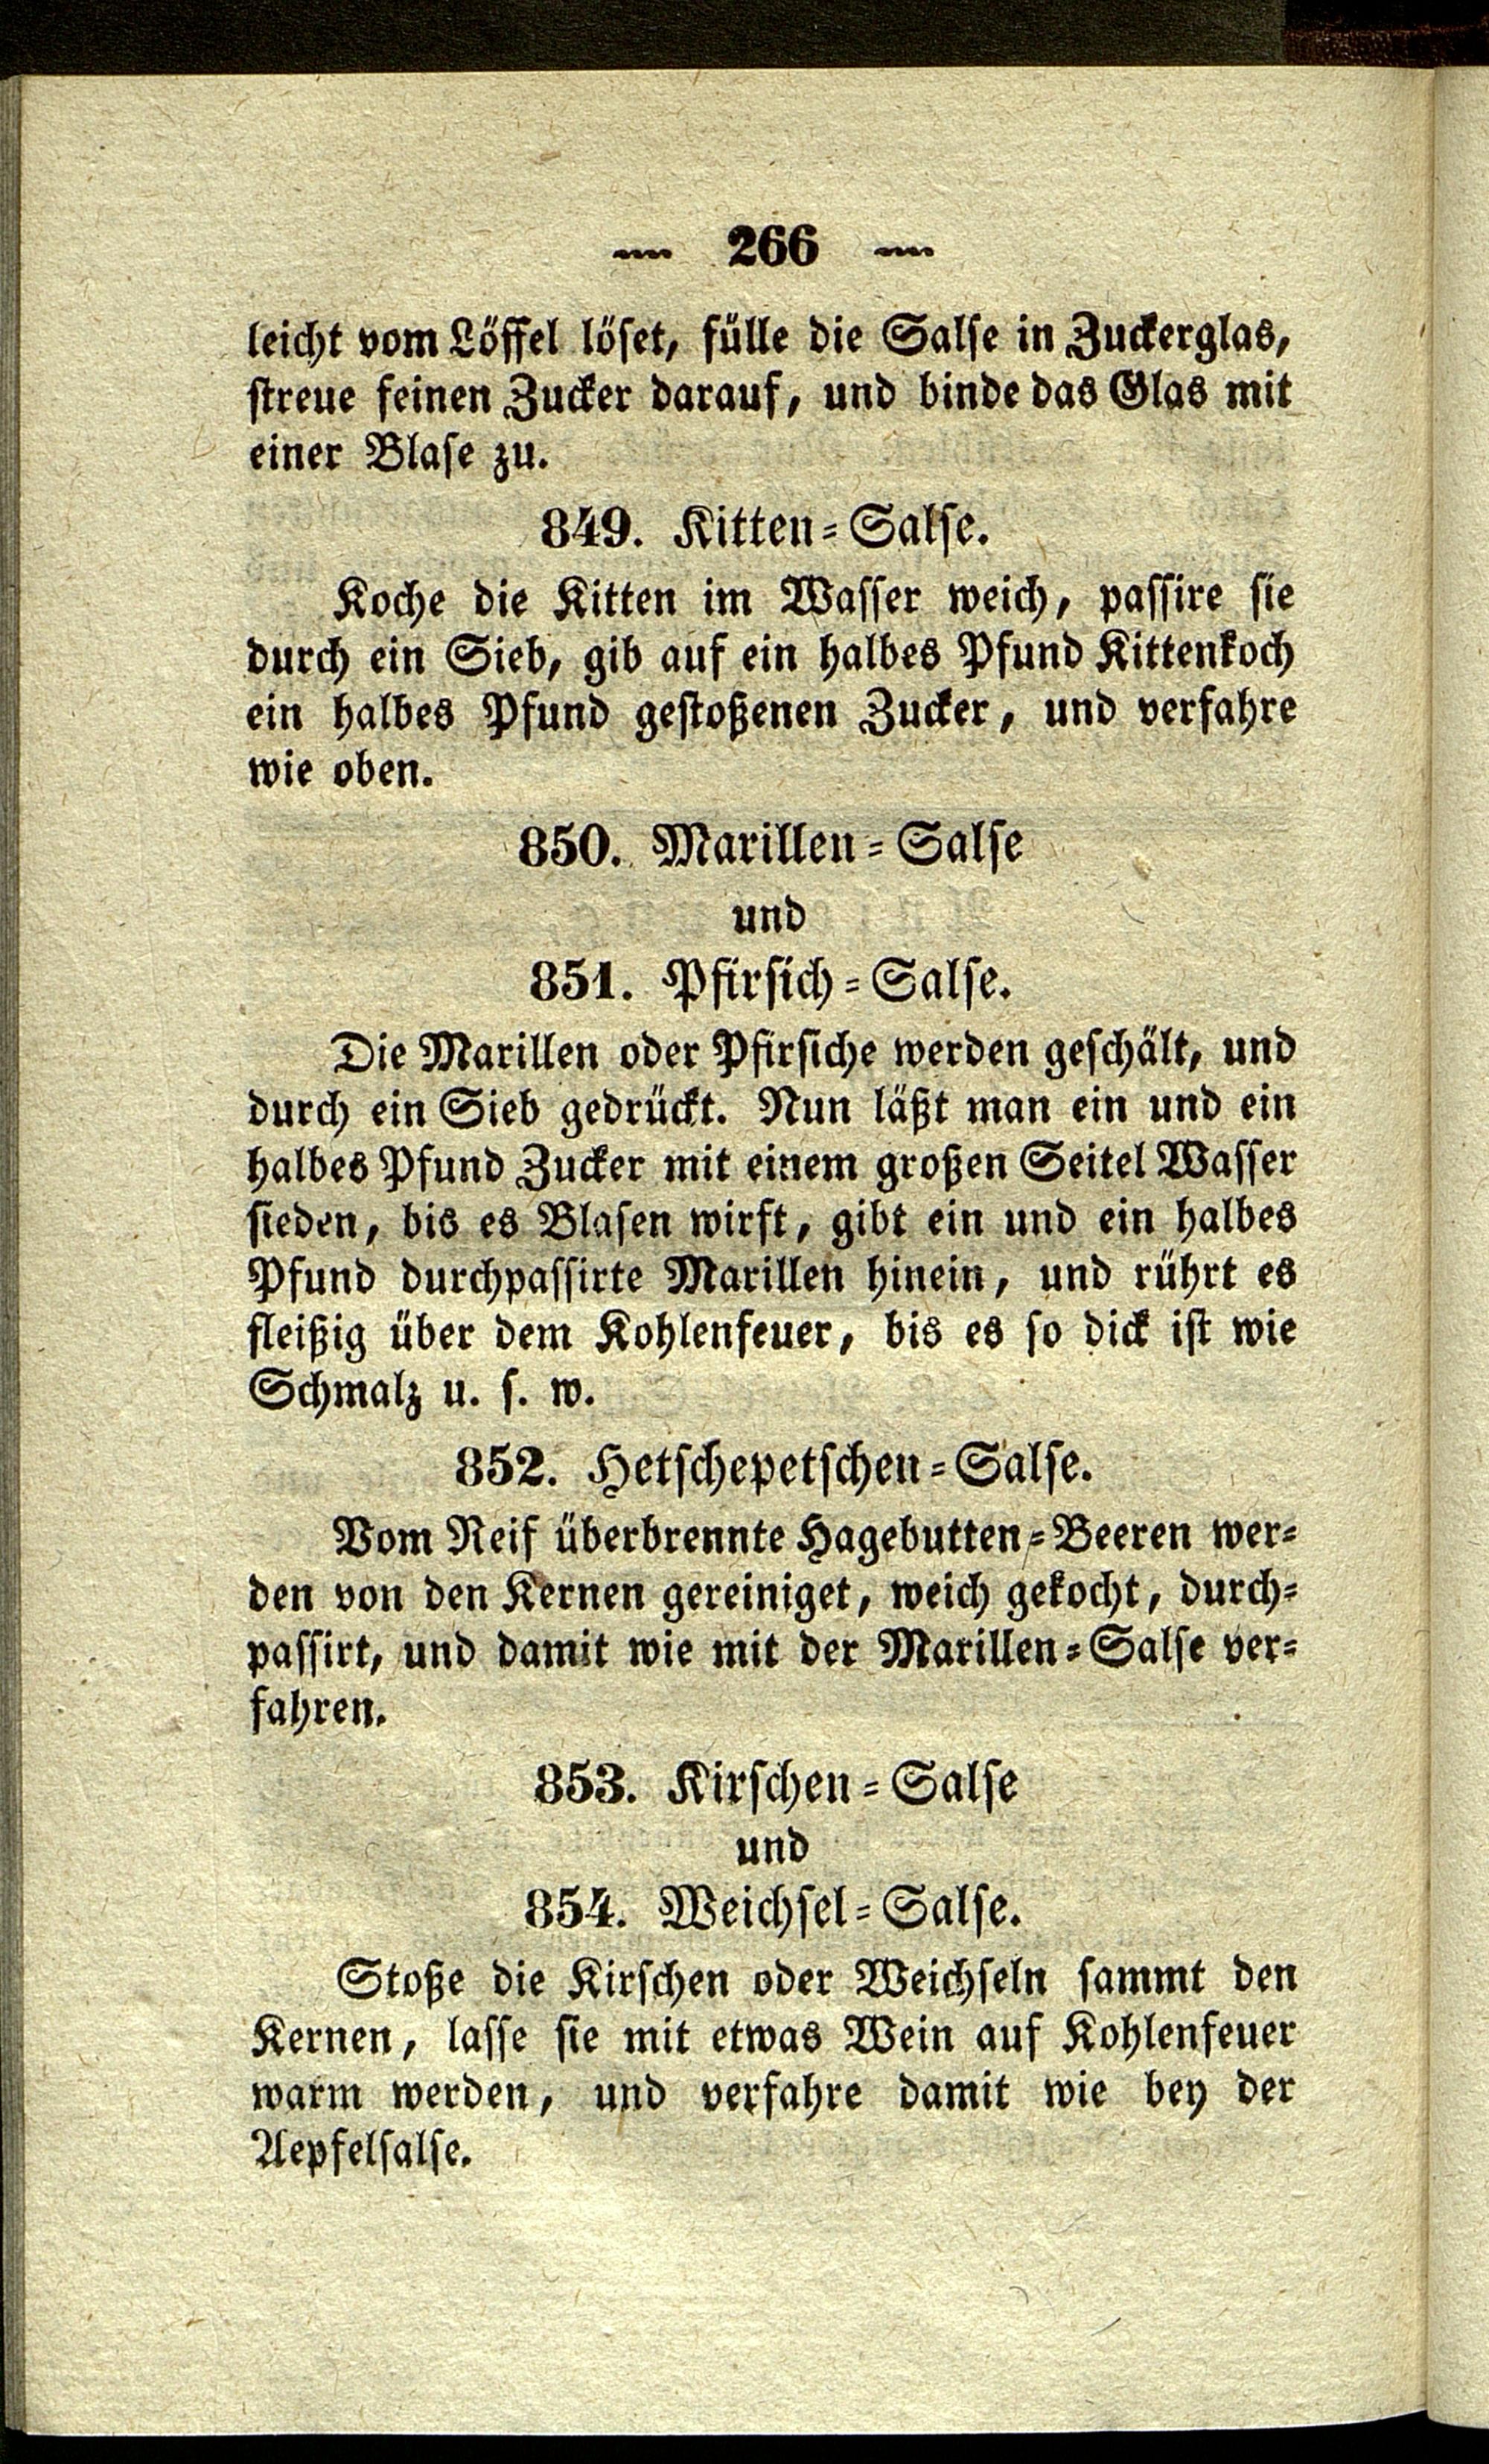 — 266 —
leicht vom Löffel löset, fülle die Salse in Zuckerglas,
streue feinen Zucker darauf, und binde das Glas mit
einer Blase zu.
849. Kitten=Salse.
Koche die Kitten im Wasser weich, passire sie
durch ein Sieb, gib auf ein halbes Pfund Kittenkoch
ein halbes Pfund gestoßenen Zucker, und verfahre
wie oben.
850. Marillen=Salse
und
851. Pfirsich=Salse.
Die Marillen oder Pfirsiche werden geschält, und
durch ein Sieb gedrückt. Nun läßt man ein und ein
halbes Pfund Zucker mit einem großen Seitel Wasser
sieden, bis es Blasen wirft, gibt ein und ein halbes
Pfund durchpassirte Marillen hinein, und rührt es
fleißig über dem Kohlenfeuer, bis es so dick ist wie
Schmalz u. s. w.
852. Hetschepetschen=Salse.
Vom Reif überbrennte Hagebutten=Beeren wer=
den von den Kernen gereiniget, weich gekocht, durch=
passirt, und damit wie mit der Marillen=Salse ver=
fahren.
853. Kirschen=Salse
und
854. Weichsel=Salse.
Stoße die Kirschen oder Weichseln sammt den
Kernen, lasse sie mit etwas Wein auf Kohlenfeuer
warm werden, und verfahre damit wie bey der
Aepfelsalse.